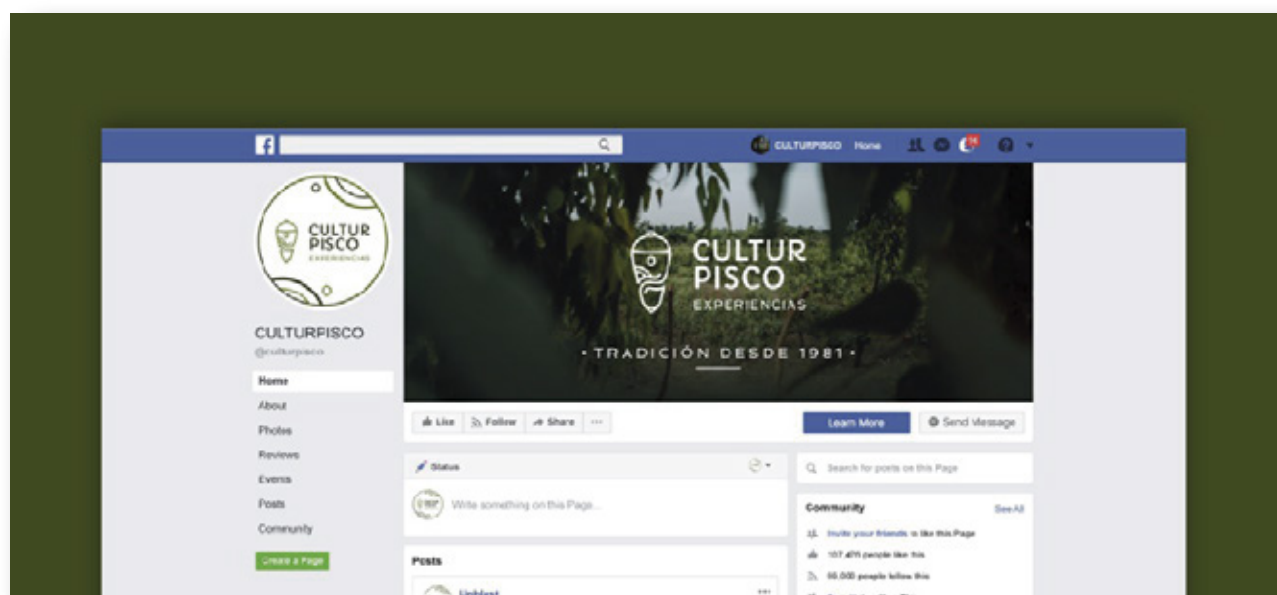 CULTURPISCO Home
CULTUR
PISCO
EXPERIENCIAS
CULTURPISCO
@culturpisco
Home
About
Photos
Reviews
Events
Posts
Community
Create a Page
CULTUR
PISCO
EXPERIENCIAS
• TRADICIÓN DESDE 1981 •
Like Follow Share ...
Learn More Send Message
Status
Write something on this Page...
Posts
Search for posts on this Page
Community See All
Invite your friends to like this Page
people like this
people follow this